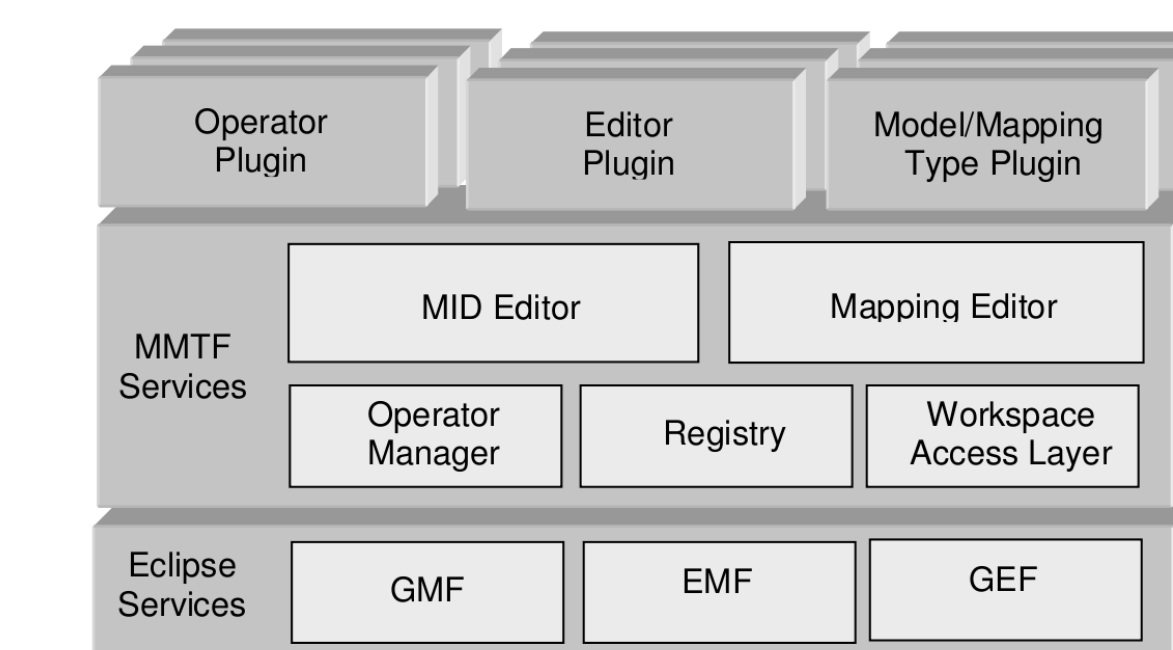 Operator
Plugin
Editor
Plugin
Model/Mapping
Type Plugin
MMTF
Services
MID Editor
Mapping Editor
Operator
Manager
Registry
Workspace
Access Layer
Eclipse
Services
GMF
EMF
GEF